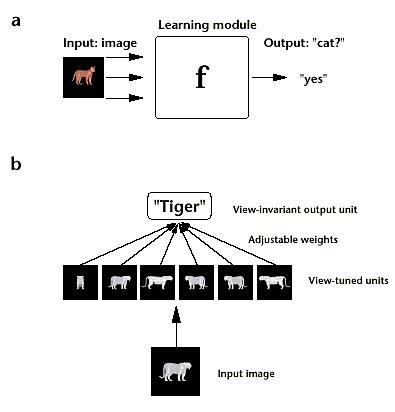 a
Learning module
Input: image
Output: "cat?"
f
"yes"
b
"Tiger"
View-invariant output unit
Adjustable weights
View-tuned units
Input image